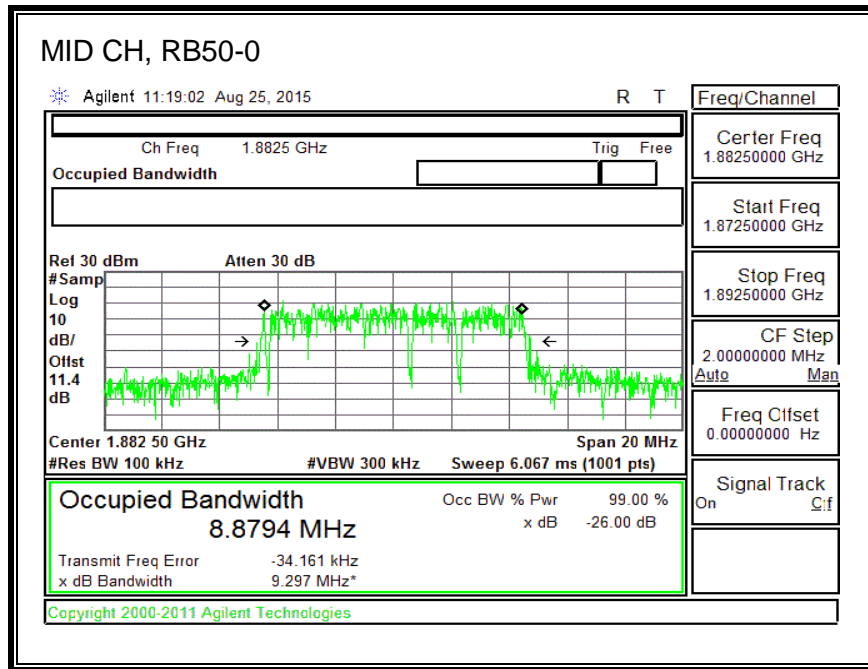 MID CH, RB50-0
Agilent 11:19:02 Aug 25, 2015 R T
Ch Freq 1.8825 GHz Trig Free
Occupied Bandwidth
Ref 30 dBm Atten 30 dB
#Samp
Log
10
dB/
Offst
11.4
dB
Center 1.882 50 GHz Span 20 MHz
#Res BW 100 kHz #VBW 300 kHz Sweep 6.067 ms (1001 pts)
Occupied Bandwidth
8.8794 MHz
Occ BW % Pwr 99.00 %
x dB -26.00 dB
Transmit Freq Error -34.161 kHz
x dB Bandwidth 9.297 MHz*
Copyright 2000-2011 Agilent Technologies
Freq/Channel
Center Freq
1.88250000 GHz
Start Freq
1.87250000 GHz
Stop Freq
1.89250000 GHz
CF Step
2.00000000 MHz
Auto Man
Freq Offset
0.00000000 Hz
Signal Track
On Off